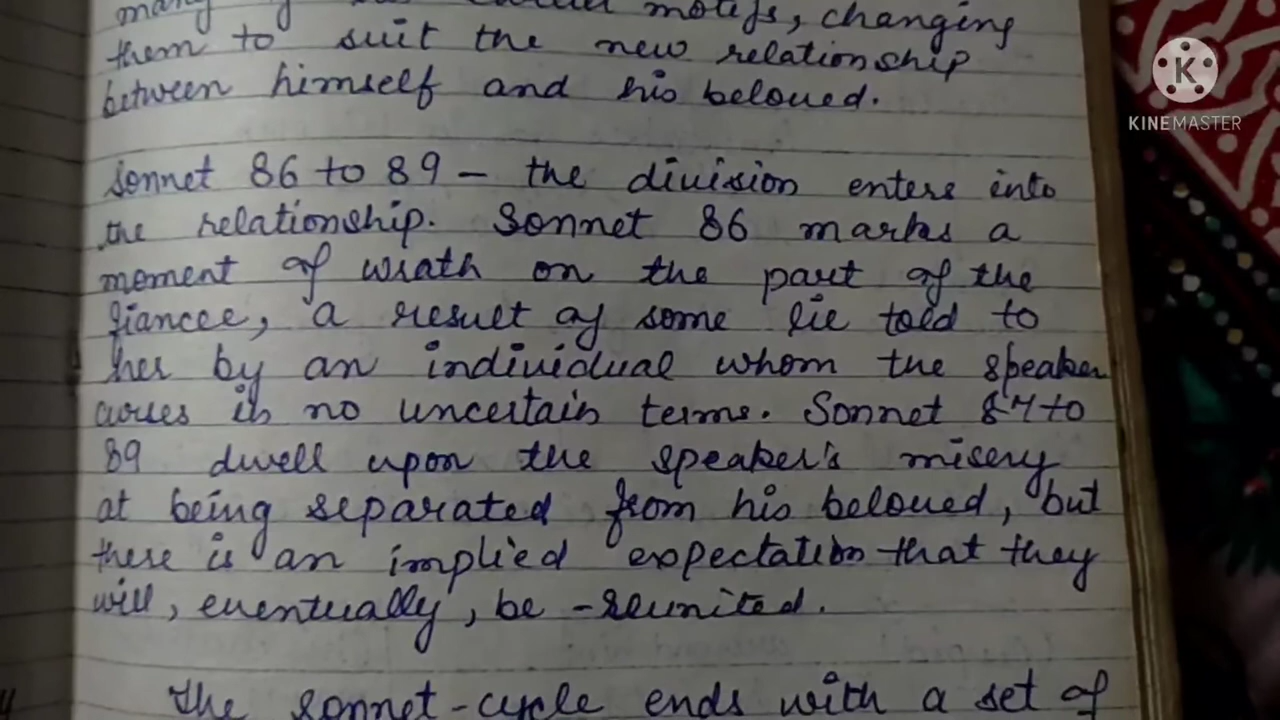 many of motifs, changing
them to suit the new relationship
between himself and his beloved.
Sonnet 86 to 89 - the division enters into
the relationship. Sonnet 86 marks a
moment of wrath on the part of the
fiancee, a result of some lie told to
her by an individual whom the speaker
curses in no uncertain terms. Sonnet 87 to
89 dwell upon the speaker's misery
at being separated from his beloved, but
there is an implied expectation that they
will, eventually, be -reunited.
The sonnet-cycle ends with a set of
K
KINEMASTER